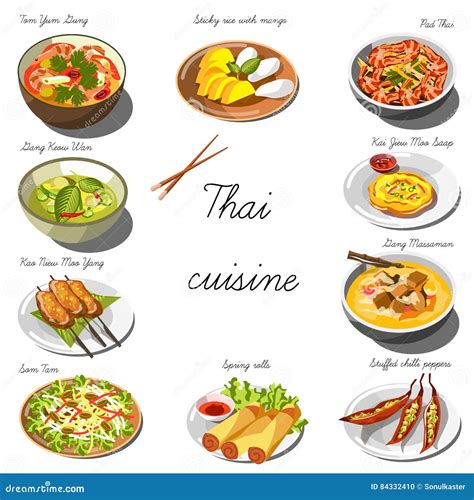 Tom Yum Gung
Sticky rice with mango
Pad Thai
Gang Keow Wan
Kai Jiew Moo Saap
Thai
cuisine
Kao Niew Moo Yang
Gang Massaman
Som Tam
Spring rolls
Stuffed chilli peppers
dreamstime.com
ID 84332410 © Sonulkaster